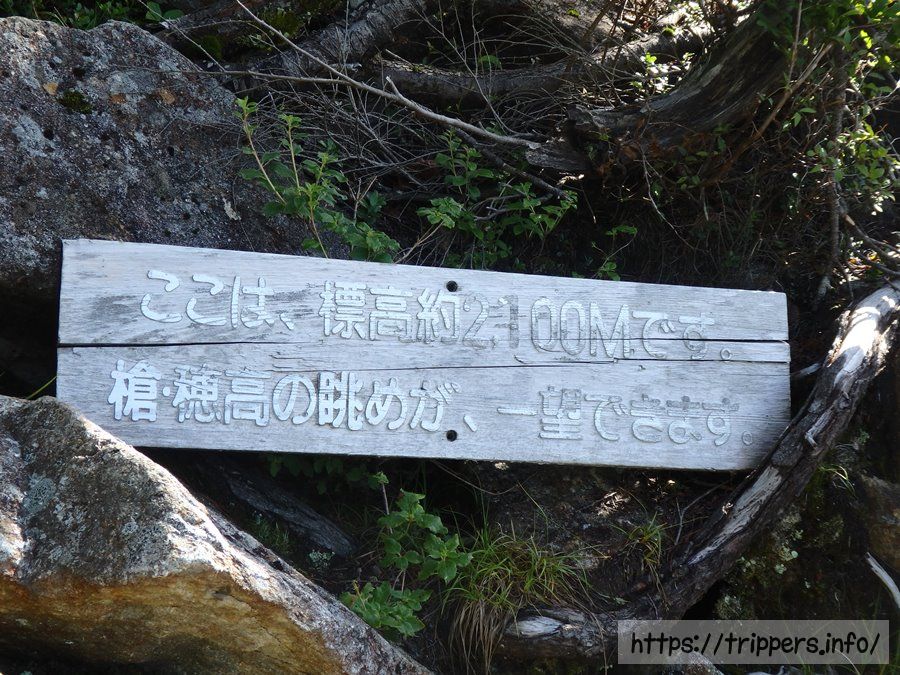 ここは、標高約2,100Mです。
槍・穂高の眺めが、一望できます。
https://trippers.info/